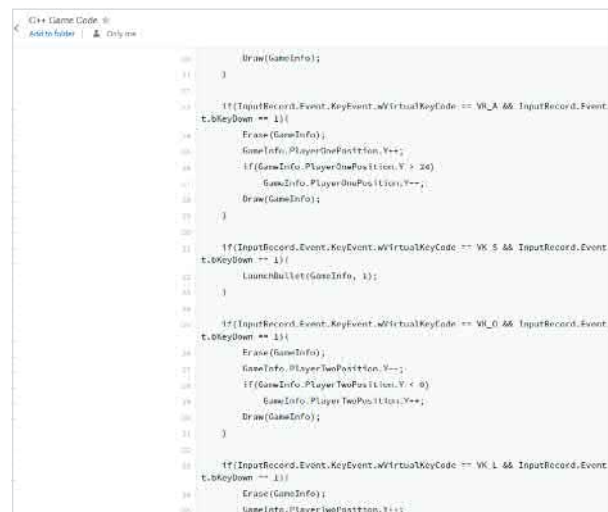 C++ Game Code
Add to folder Only me
Draw(GameInfo);
}
if(InputRecord.Event.KeyEvent.wVirtualKeyCode == VK_A && InputRecord.Event
t.bKeyDown == 1){
Erase(GameInfo);
GameInfo.PlayerOnePosition.Y++;
if(GameInfo.PlayerOnePosition.Y > 24)
GameInfo.PlayerOnePosition.Y--;
Draw(GameInfo);
}
if(InputRecord.Event.KeyEvent.wVirtualKeyCode == VK_S && InputRecord.Event
t.bKeyDown == 1){
LaunchBullet(GameInfo, 1);
}
if(InputRecord.Event.KeyEvent.wVirtualKeyCode == VK_O && InputRecord.Event
t.bKeyDown == 1){
Erase(GameInfo);
GameInfo.PlayerTwoPosition.Y--;
if(GameInfo.PlayerTwoPosition.Y < 0)
GameInfo.PlayerTwoPosition.Y++;
Draw(GameInfo);
}
if(InputRecord.Event.KeyEvent.wVirtualKeyCode == VK_L && InputRecord.Event
t.bKeyDown == 1){
Erase(GameInfo);
GameInfo.PlayerTwoPosition.Y++;